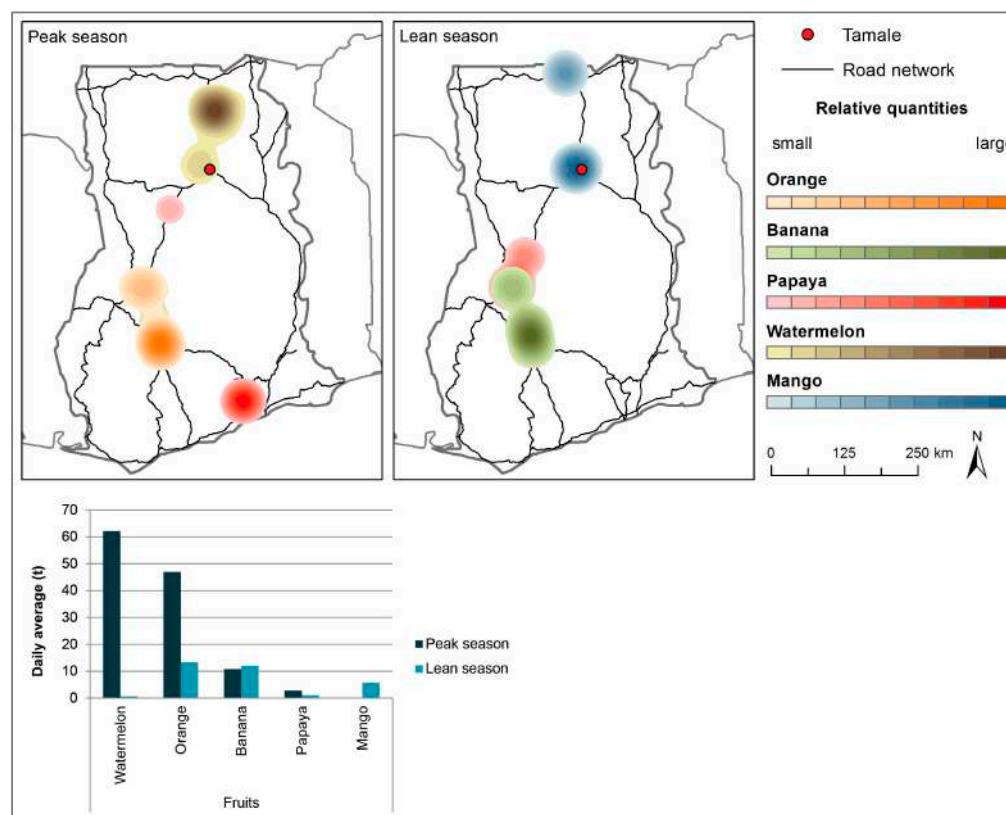 Peak season
Lean season
Tamale
Road network
Relative quantities
small large
Orange
Banana
Papaya
Watermelon
Mango
0 125 250 km
N
70
60
50
40
30
20
10
0
Daily average (t)
Watermelon
Orange
Banana
Papaya
Mango
Fruits
Peak season
Lean season